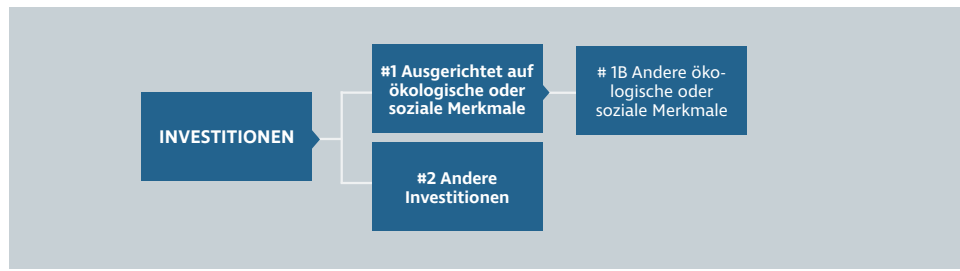 INVESTITIONEN
#1 Ausgerichtet auf
ökologische oder
soziale Merkmale
# 1B Andere öko-
logische oder
soziale Merkmale
#2 Andere
Investitionen